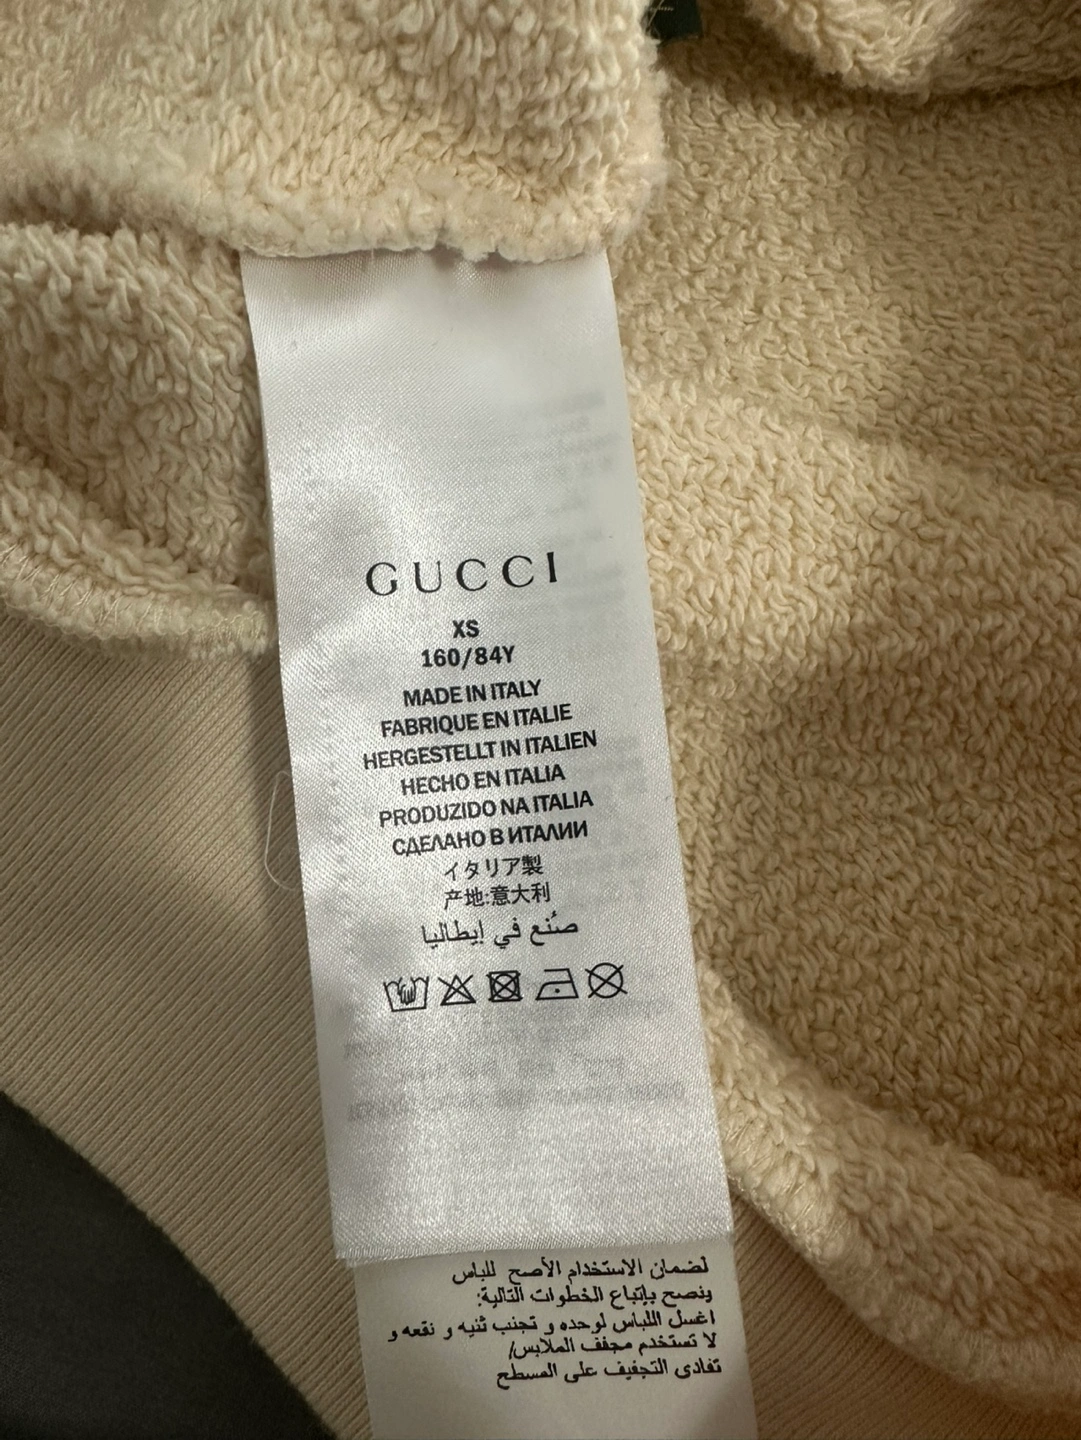 GUCCI
XS
160/84Y
MADE IN ITALY
FABRIQUE EN ITALIE
HERGESTELLT IN ITALIEN
HECHO EN ITALIA
PRODUZIDO NA ITALIA
СДЕЛАНО В ИТАЛИИ
イタリア製
产地:意大利
صُنع في إيطاليا
لضمان الاستخدام الأصح للباس
ننصح بإتباع الخطوات التالية:
اغسل اللباس لوحده و تجنب ثنيه و نقعه و
لا تستخدم مجفف الملابس/
تفادى التجفيف على المسطح